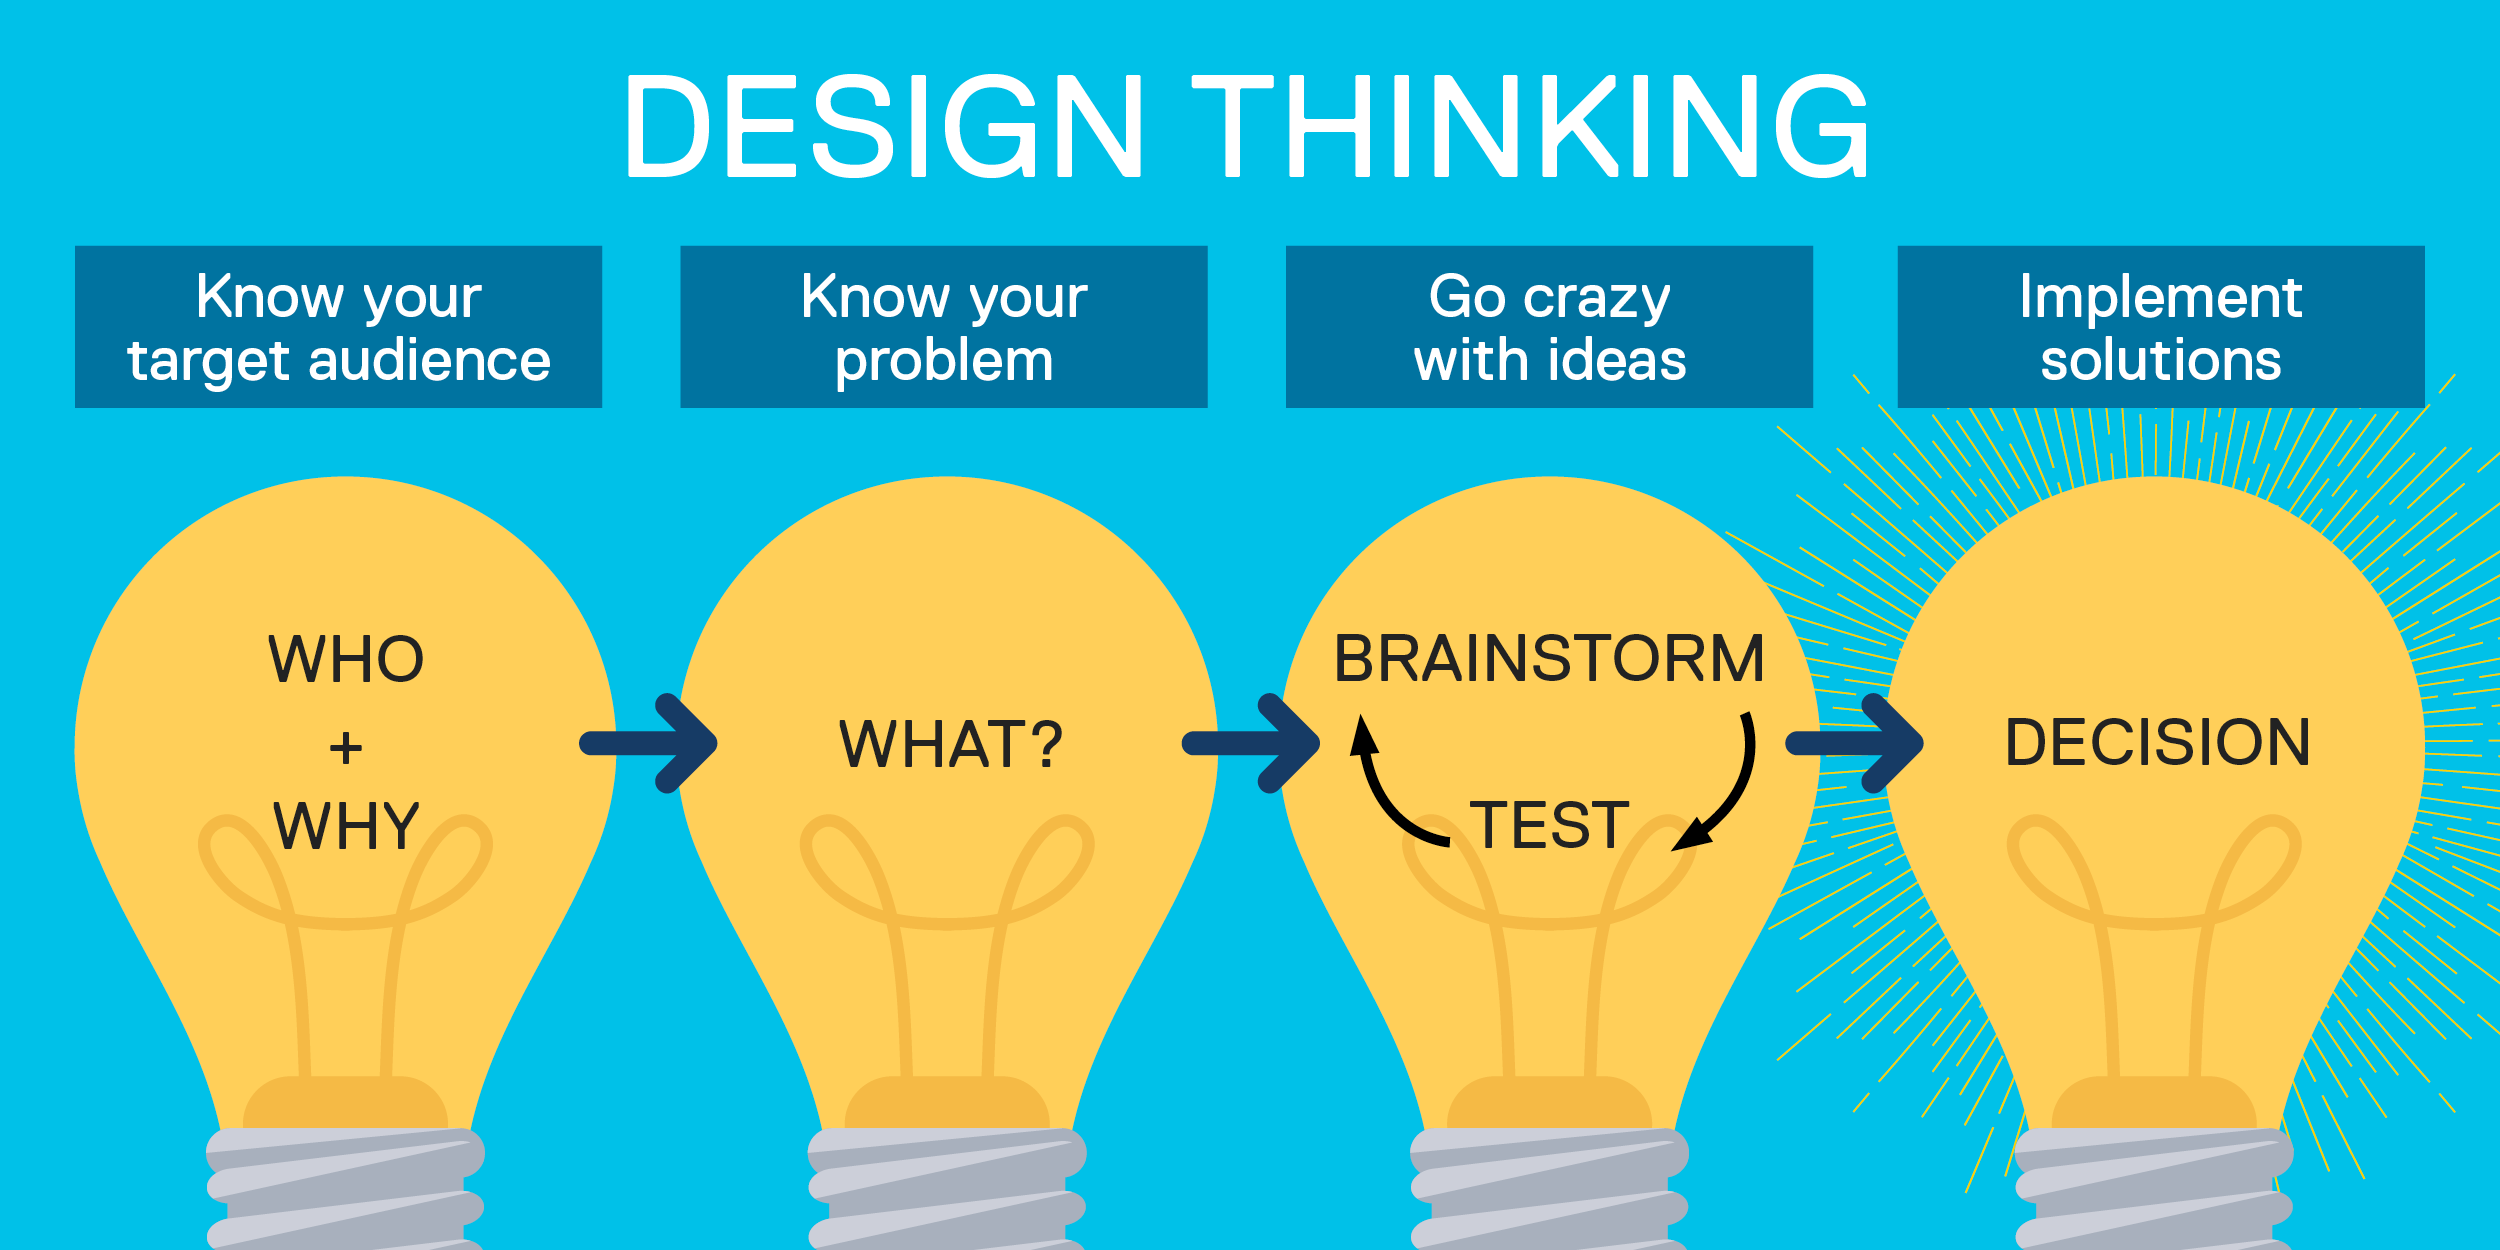 DESIGN THINKING
Know your
target audience
Know your
problem
Go crazy
with ideas
Implement
solutions
WHO
+
WHY
WHAT?
BRAINSTORM
TEST
DECISION